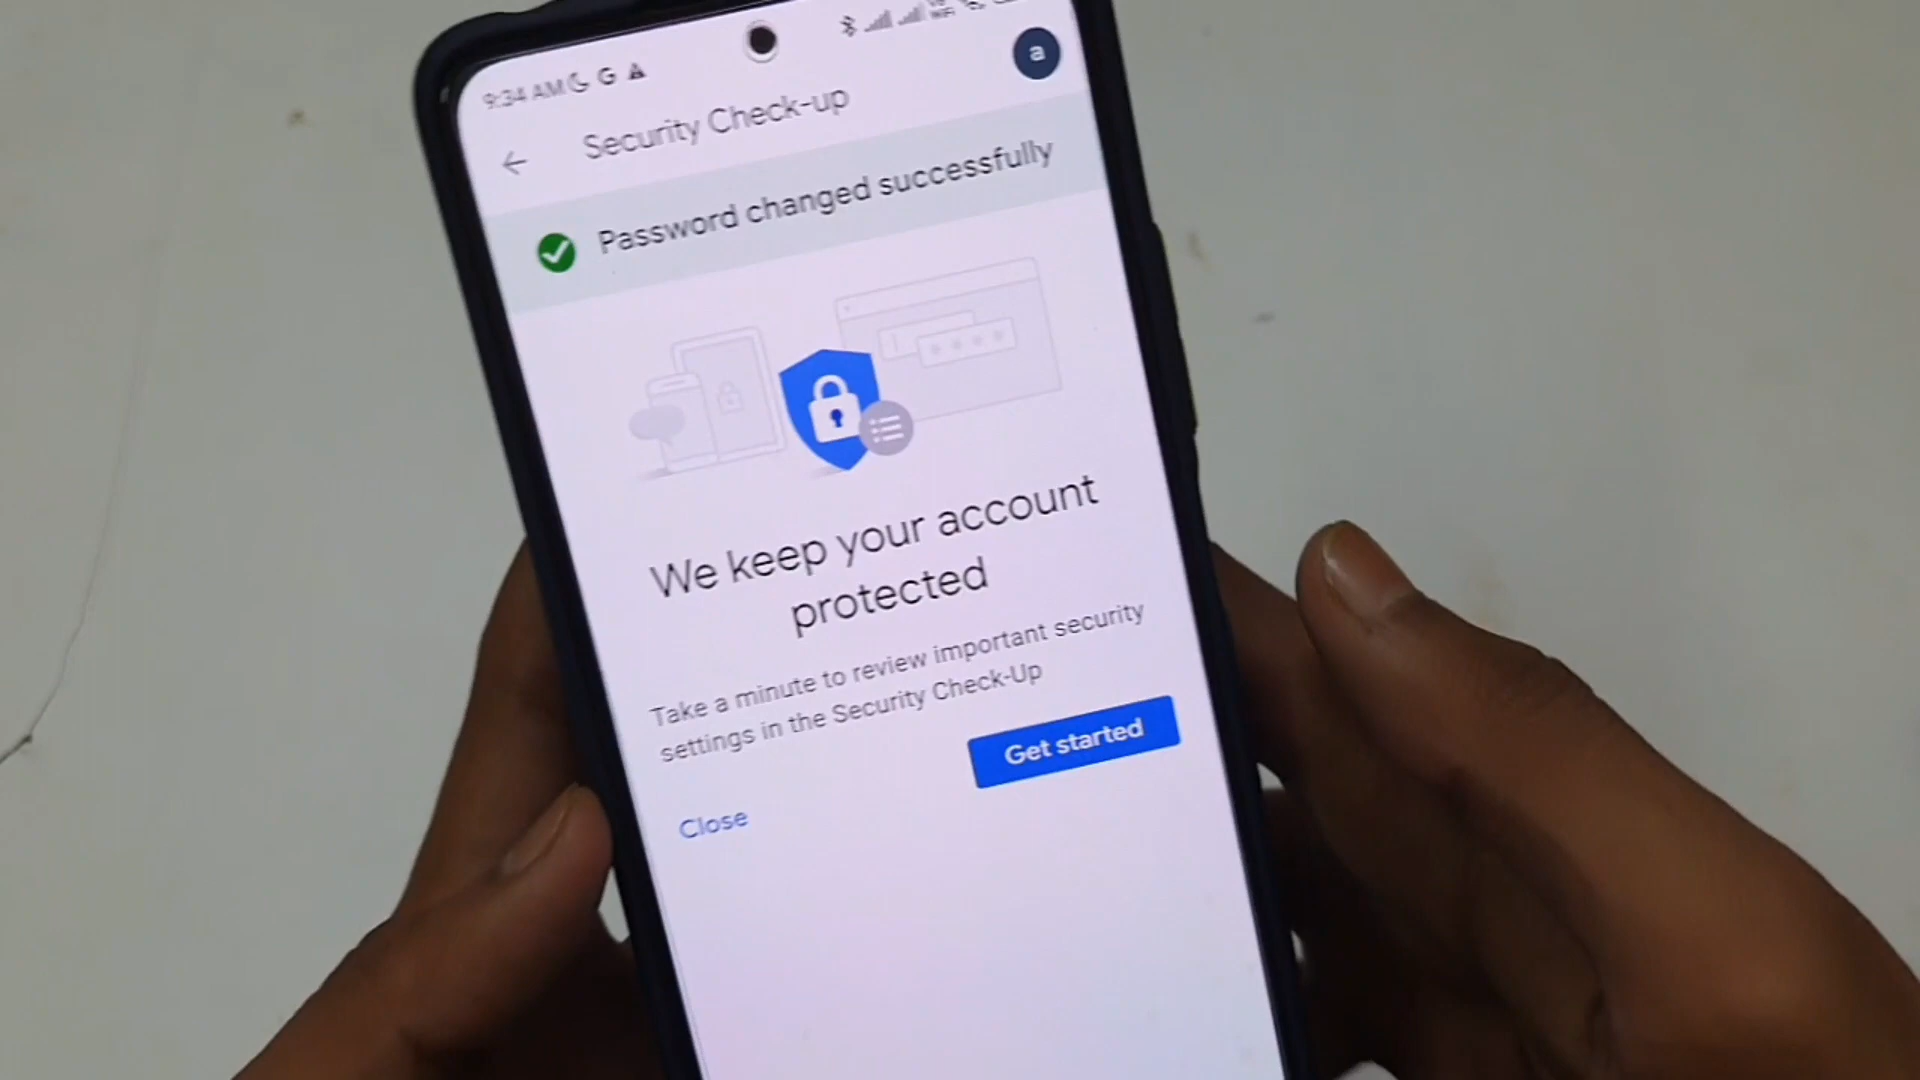 9:34 AM G
Security Check-up
a
Password changed successfully
We keep your account
protected
Take a minute to review important security
settings in the Security Check-Up
Get started
Close